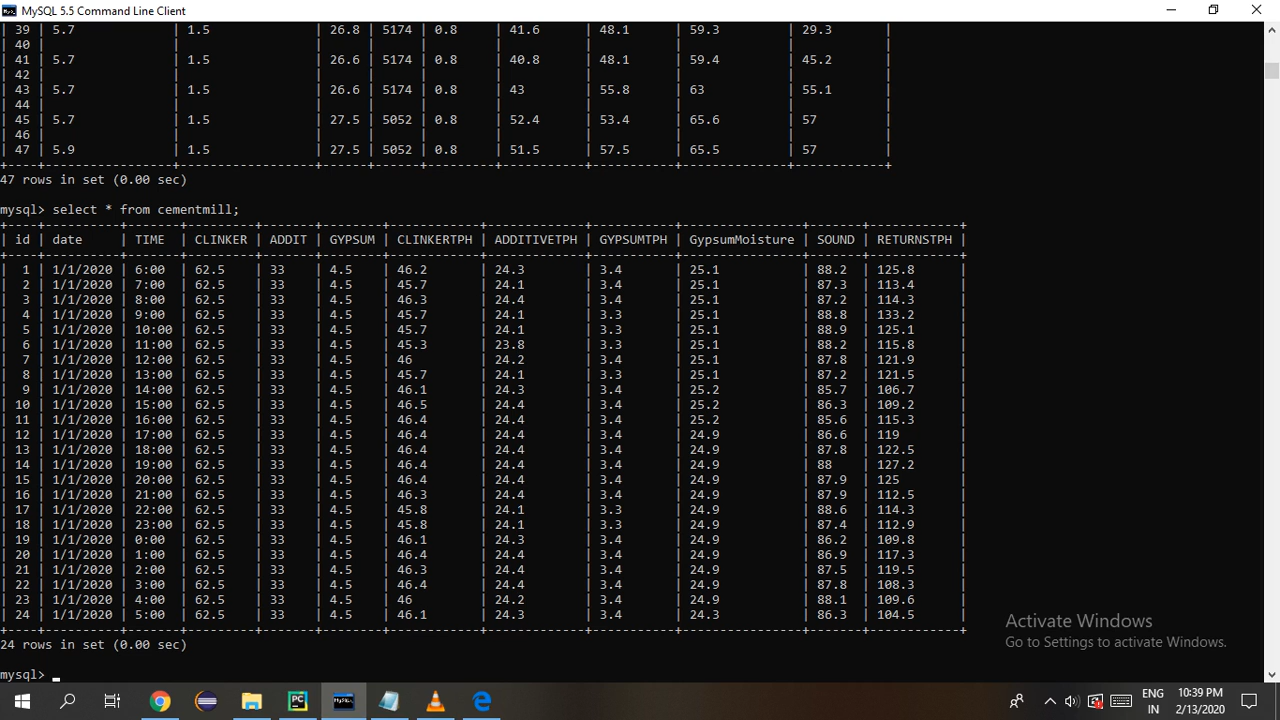 MySQL 5.5 Command Line Client
| 39 | 5.7 | 1.5 | 26.8 | 5174 | 0.8 | 41.6 | 48.1 | 59.3 | 29.3 |
| 40 | | | | | | | | | |
| 41 | 5.7 | 1.5 | 26.6 | 5174 | 0.8 | 40.8 | 48.1 | 59.4 | 45.2 |
| 42 | | | | | | | | | |
| 43 | 5.7 | 1.5 | 26.6 | 5174 | 0.8 | 43 | 55.8 | 63 | 55.1 |
| 44 | | | | | | | | | |
| 45 | 5.7 | 1.5 | 27.5 | 5052 | 0.8 | 52.4 | 53.4 | 65.6 | 57 |
| 46 | | | | | | | | | |
| 47 | 5.9 | 1.5 | 27.5 | 5052 | 0.8 | 51.5 | 57.5 | 65.5 | 57 |
47 rows in set (0.00 sec)
mysql> select * from cementmill;
| id | date | TIME | CLINKER | ADDIT | GYPSUM | CLINKERTPH | ADDITIVETPH | GYPSUMTPH | GypsumMoisture | SOUND | RETURNSTPH |
| 1 | 1/1/2020 | 6:00 | 62.5 | 33 | 4.5 | 46.2 | 24.3 | 3.4 | 25.1 | 88.2 | 125.8 |
| 2 | 1/1/2020 | 7:00 | 62.5 | 33 | 4.5 | 45.7 | 24.1 | 3.4 | 25.1 | 87.3 | 113.4 |
| 3 | 1/1/2020 | 8:00 | 62.5 | 33 | 4.5 | 46.3 | 24.4 | 3.4 | 25.1 | 87.2 | 114.3 |
| 4 | 1/1/2020 | 9:00 | 62.5 | 33 | 4.5 | 45.7 | 24.1 | 3.3 | 25.1 | 88.8 | 133.2 |
| 5 | 1/1/2020 | 10:00 | 62.5 | 33 | 4.5 | 45.7 | 24.1 | 3.3 | 25.1 | 88.9 | 125.1 |
| 6 | 1/1/2020 | 11:00 | 62.5 | 33 | 4.5 | 45.3 | 23.8 | 3.3 | 25.1 | 88.2 | 115.8 |
| 7 | 1/1/2020 | 12:00 | 62.5 | 33 | 4.5 | 46 | 24.2 | 3.4 | 25.1 | 87.8 | 121.9 |
| 8 | 1/1/2020 | 13:00 | 62.5 | 33 | 4.5 | 45.7 | 24.1 | 3.3 | 25.1 | 87.2 | 121.5 |
| 9 | 1/1/2020 | 14:00 | 62.5 | 33 | 4.5 | 46.1 | 24.3 | 3.4 | 25.2 | 85.7 | 106.7 |
| 10 | 1/1/2020 | 15:00 | 62.5 | 33 | 4.5 | 46.5 | 24.4 | 3.4 | 25.2 | 86.3 | 109.2 |
| 11 | 1/1/2020 | 16:00 | 62.5 | 33 | 4.5 | 46.4 | 24.4 | 3.4 | 25.2 | 85.6 | 115.3 |
| 12 | 1/1/2020 | 17:00 | 62.5 | 33 | 4.5 | 46.4 | 24.4 | 3.4 | 24.9 | 86.6 | 119 |
| 13 | 1/1/2020 | 18:00 | 62.5 | 33 | 4.5 | 46.4 | 24.4 | 3.4 | 24.9 | 87.8 | 122.5 |
| 14 | 1/1/2020 | 19:00 | 62.5 | 33 | 4.5 | 46.4 | 24.4 | 3.4 | 24.9 | 88 | 127.2 |
| 15 | 1/1/2020 | 20:00 | 62.5 | 33 | 4.5 | 46.4 | 24.4 | 3.4 | 24.9 | 87.9 | 125 |
| 16 | 1/1/2020 | 21:00 | 62.5 | 33 | 4.5 | 46.3 | 24.4 | 3.4 | 24.9 | 87.9 | 112.5 |
| 17 | 1/1/2020 | 22:00 | 62.5 | 33 | 4.5 | 45.8 | 24.1 | 3.3 | 24.9 | 88.6 | 114.3 |
| 18 | 1/1/2020 | 23:00 | 62.5 | 33 | 4.5 | 45.8 | 24.1 | 3.3 | 24.9 | 87.4 | 112.9 |
| 19 | 1/1/2020 | 0:00 | 62.5 | 33 | 4.5 | 46.1 | 24.3 | 3.4 | 24.9 | 86.2 | 109.8 |
| 20 | 1/1/2020 | 1:00 | 62.5 | 33 | 4.5 | 46.4 | 24.4 | 3.4 | 24.9 | 86.9 | 117.3 |
| 21 | 1/1/2020 | 2:00 | 62.5 | 33 | 4.5 | 46.3 | 24.4 | 3.4 | 24.9 | 87.5 | 119.5 |
| 22 | 1/1/2020 | 3:00 | 62.5 | 33 | 4.5 | 46.4 | 24.4 | 3.4 | 24.9 | 87.8 | 108.3 |
| 23 | 1/1/2020 | 4:00 | 62.5 | 33 | 4.5 | 46 | 24.2 | 3.4 | 24.9 | 88.1 | 109.6 |
| 24 | 1/1/2020 | 5:00 | 62.5 | 33 | 4.5 | 46.1 | 24.3 | 3.4 | 24.3 | 86.3 | 104.5 |
24 rows in set (0.00 sec)
mysql>
Activate Windows
Go to Settings to activate Windows.
PC
ENG
IN
10:39 PM
2/13/2020